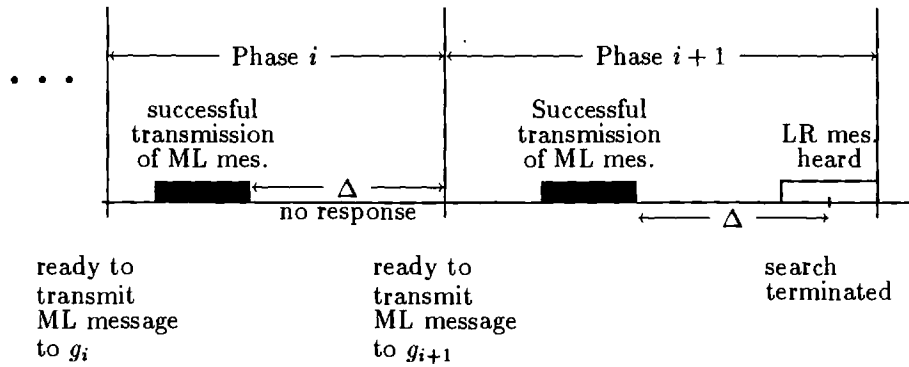 Phase i
Phase i + 1
• • •
successful
transmission
of ML mes.
Successful
transmission
of ML mes.
LR mes.
heard
Δ
no response
Δ
ready to
transmit
ML message
to g_i
ready to
transmit
ML message
to g_{i+1}
search
terminated